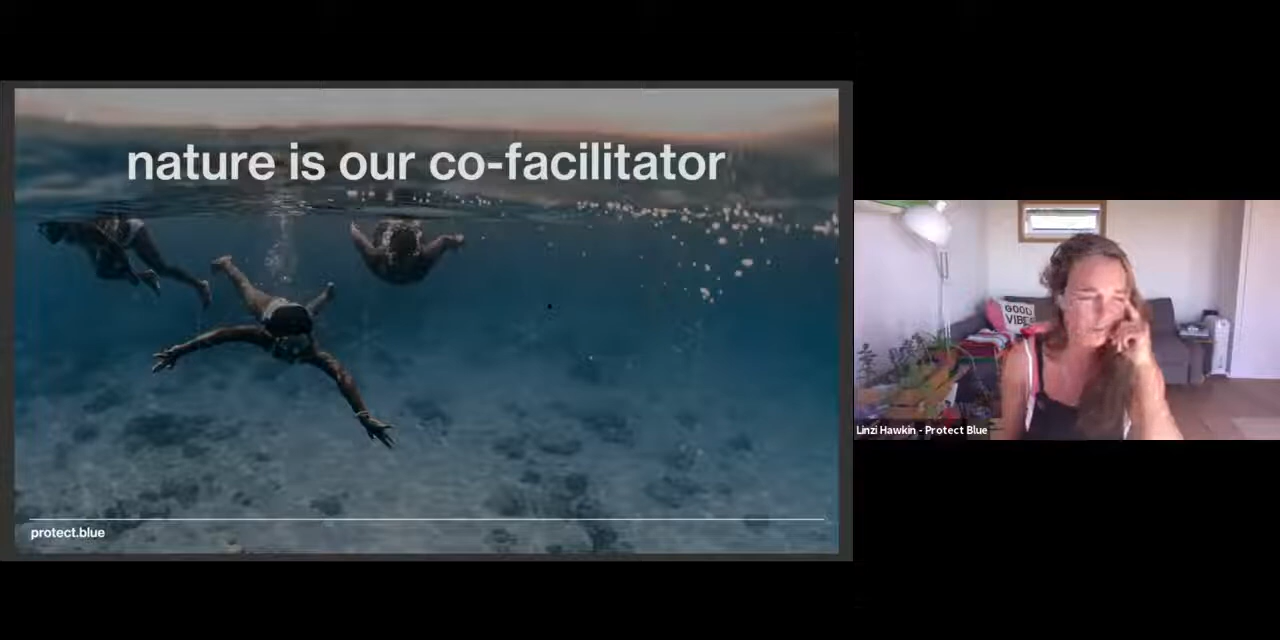 nature is our co-facilitator
protect.blue
GOOD
VIBES
Linzi Hawkin - Protect Blue